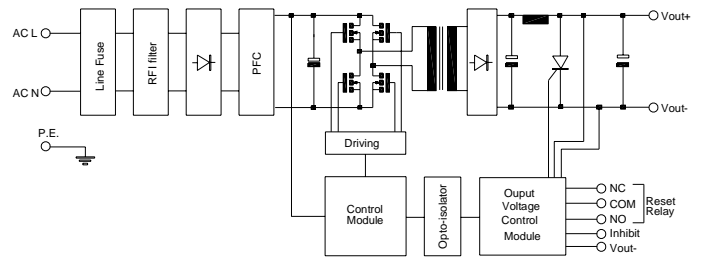 AC L
AC N
P.E.
Line Fuse
RFI filter
PFC
Driving
Control
Module
Opto-isolator
Ouput
Voltage
Control
Module
Vout+
Vout-
NC
COM
NO
Reset
Relay
Inhibit
Vout-